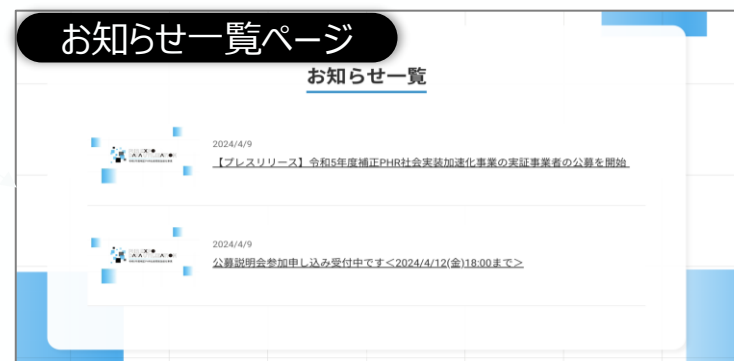 お知らせ一覧ページ
お知らせ一覧
2024/4/9
【プレスリリース】令和5年度補正PHR社会実装加速化事業の実証事業者の公募を開始
2024/4/9
公募説明会参加申し込み受付中です<2024/4/12(金)18:00まで>